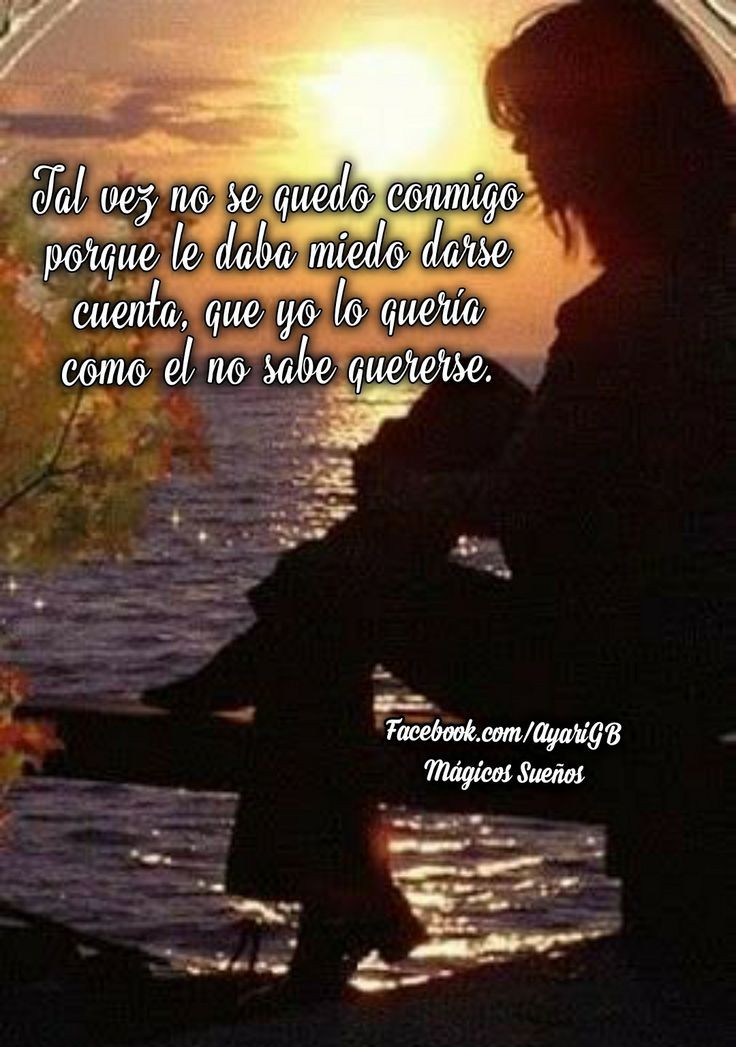 Tal vez no se quedo conmigo
porque le daba miedo darse
cuenta, que yo lo quería
como el no sabe quererse.
Facebook.com/AyariGB
Mágicos Sueños